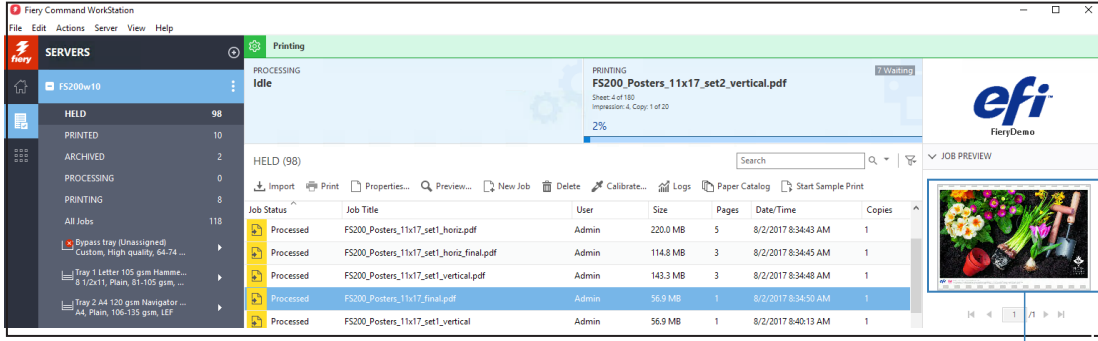 Fiery Command WorkStation
File Edit Actions Server View Help
fiery
SERVERS
Printing
FS200w10
HELD 98
PRINTED 10
ARCHIVED 2
PROCESSING 0
PRINTING 8
All Jobs 118
Bypass tray (Unassigned)
Custom, High quality, 64-74 ...
Tray 1 Letter 105 gsm Hamme...
8 1/2x11, Plain, 81-105 gsm, ...
Tray 2 A4 120 gsm Navigator ...
A4, Plain, 106-135 gsm, LEF
PROCESSING
Idle
PRINTING
7 Waiting
FS200_Posters_11x17_set2_vertical.pdf
Sheet: 4 of 180
Impression: 4. Copy: 1 of 20
2%
efi
FieryDemo
HELD (98)
Search
Import Print Properties... Preview... New Job Delete Calibrate... Logs Paper Catalog Start Sample Print
Job Status Job Title User Size Pages Date/Time Copies
Processed FS200_Posters_11x17_set1_horiz.pdf Admin 220.0 MB 5 8/2/2017 8:34:43 AM 1
Processed FS200_Posters_11x17_set1_horiz_final.pdf Admin 114.8 MB 3 8/2/2017 8:34:45 AM 1
Processed FS200_Posters_11x17_set1_vertical.pdf Admin 143.3 MB 3 8/2/2017 8:34:48 AM 1
Processed FS200_Posters_11x17_final.pdf Admin 56.9 MB 1 8/2/2017 8:34:50 AM 1
Processed FS200_Posters_11x17_set1_vertical Admin 56.9 MB 1 8/2/2017 8:40:13 AM 1
JOB PREVIEW
1 /1